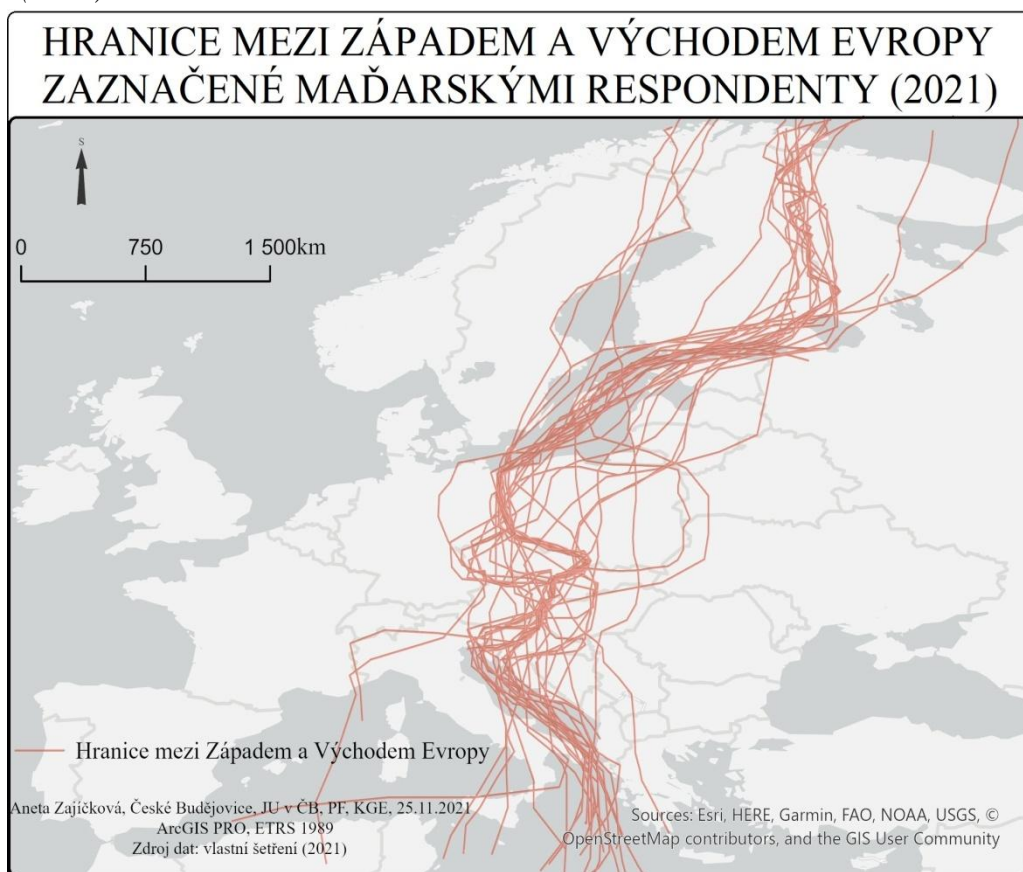 HRANICE MEZI ZÁPADEM A VÝCHODEM EVROPY
ZAZNAČENÉ MAĎARSKÝMI RESPONDENTY (2021)
S
0 750 1 500km
Hranice mezi Západem a Východem Evropy
Aneta Zajíčková, České Budějovice, JU v ČB, PF, KGE, 25.11.2021
ArcGIS PRO, ETRS 1989
Zdroj dat: vlastní šetření (2021)
Sources: Esri, HERE, Garmin, FAO, NOAA, USGS, ©
OpenStreetMap contributors, and the GIS User Community